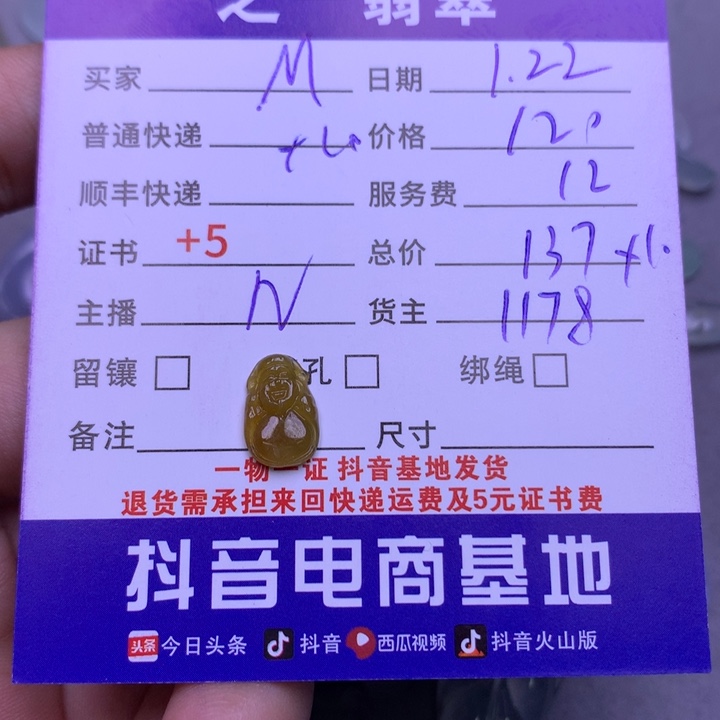 之 翡翠
买家 M 日期 1.22
普通快递 价格 120
顺丰快递 服务费 12
证书 +5 总价 137
主播 N 货主 1178
留镶 孔 绑绳
备注 尺寸
一物一证 抖音基地发货
退货需承担来回快递运费及5元证书费
抖音电商基地
头条 今日头条 抖音 西瓜视频 抖音火山版